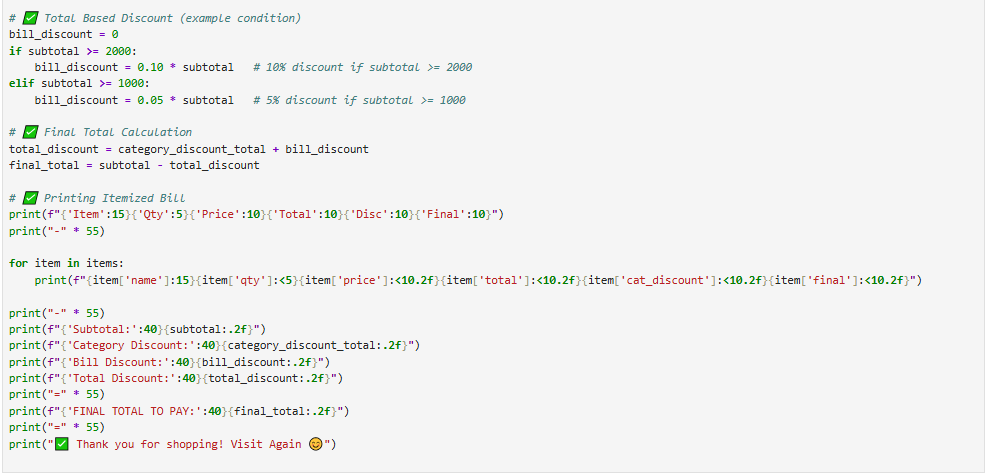 # ✅ Total Based Discount (example condition)
bill_discount = 0
if subtotal >= 2000:
    bill_discount = 0.10 * subtotal   # 10% discount if subtotal >= 2000
elif subtotal >= 1000:
    bill_discount = 0.05 * subtotal   # 5% discount if subtotal >= 1000

# ✅ Final Total Calculation
total_discount = category_discount_total + bill_discount
final_total = subtotal - total_discount

# ✅ Printing Itemized Bill
print(f"{'Item':15}{'Qty':5}{'Price':10}{'Total':10}{'Disc':10}{'Final':10}")
print("-" * 55)

for item in items:
    print(f"{item['name']:15}{item['qty']:<5}{item['price']:<10.2f}{item['total']:<10.2f}{item['cat_discount']:<10.2f}{item['final']:<10.2f}")

print("-" * 55)
print(f"{'Subtotal:':40}{subtotal:.2f}")
print(f"{'Category Discount:':40}{category_discount_total:.2f}")
print(f"{'Bill Discount:':40}{bill_discount:.2f}")
print(f"{'Total Discount:':40}{total_discount:.2f}")
print("=" * 55)
print(f"{'FINAL TOTAL TO PAY:':40}{final_total:.2f}")
print("=" * 55)
print("✅ Thank you for shopping! Visit Again 😊")